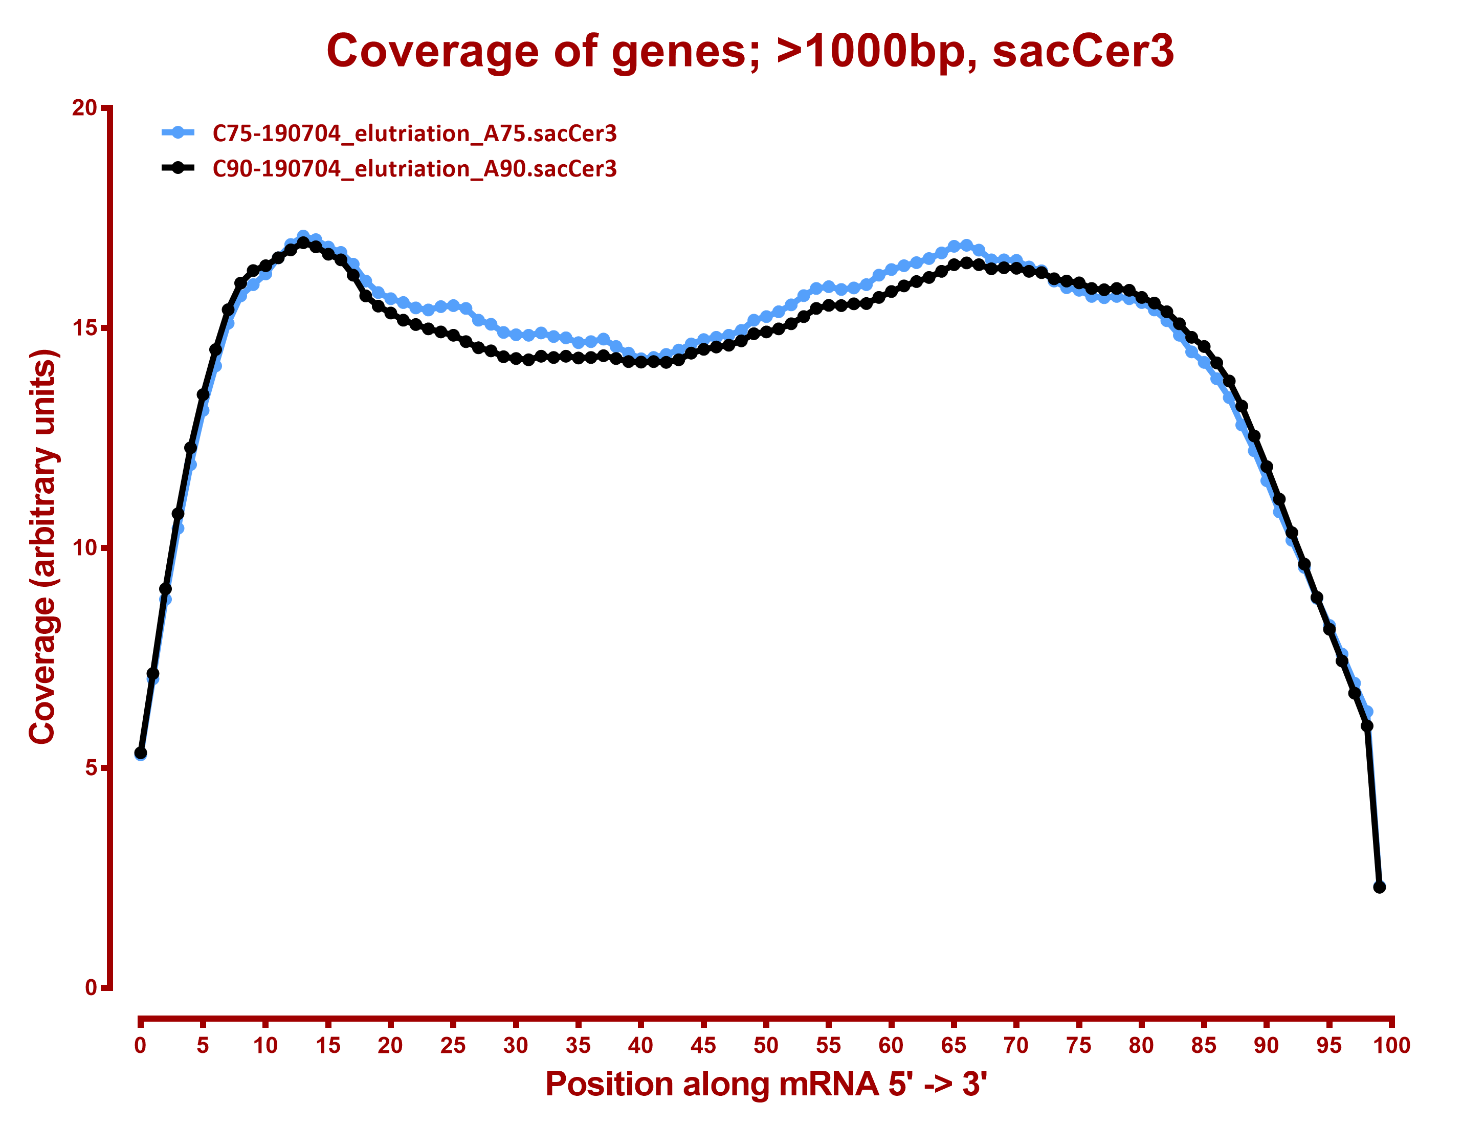 Coverage of genes; >1000bp, sacCer3
20
C75-190704_elutriation_A75.sacCer3
C90-190704_elutriation_A90.sacCer3
15
10
5
0
Coverage (arbitrary units)
0 5 10 15 20 25 30 35 40 45 50 55 60 65 70 75 80 85 90 95 100
Position along mRNA 5' -> 3'